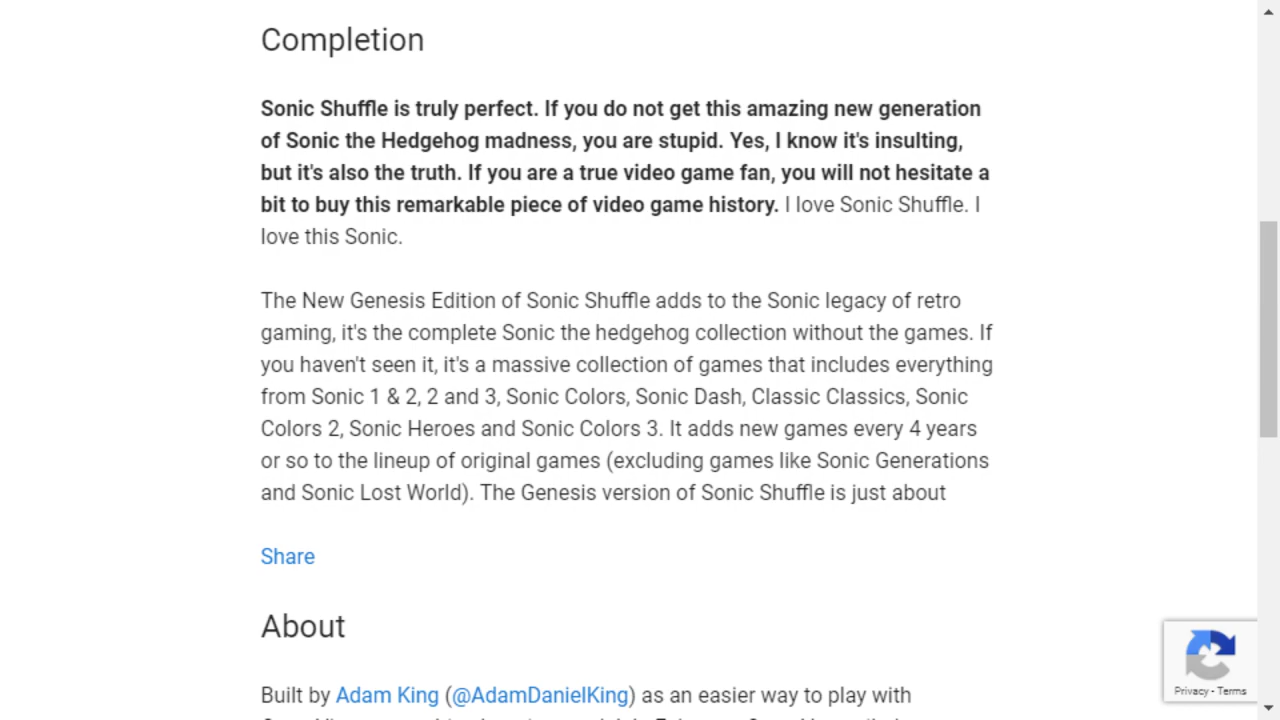 Completion
Sonic Shuffle is truly perfect. If you do not get this amazing new generation
of Sonic the Hedgehog madness, you are stupid. Yes, I know it's insulting,
but it's also the truth. If you are a true video game fan, you will not hesitate a
bit to buy this remarkable piece of video game history. I love Sonic Shuffle. I
love this Sonic.
The New Genesis Edition of Sonic Shuffle adds to the Sonic legacy of retro
gaming, it's the complete Sonic the hedgehog collection without the games. If
you haven't seen it, it's a massive collection of games that includes everything
from Sonic 1 & 2, 2 and 3, Sonic Colors, Sonic Dash, Classic Classics, Sonic
Colors 2, Sonic Heroes and Sonic Colors 3. It adds new games every 4 years
or so to the lineup of original games (excluding games like Sonic Generations
and Sonic Lost World). The Genesis version of Sonic Shuffle is just about
Share
About
Built by Adam King (@AdamDanielKing) as an easier way to play with
Privacy - Terms